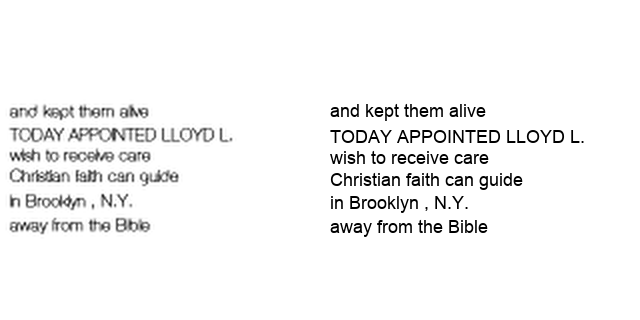 and kept them alive
TODAY APPOINTED LLOYD L.
wish to receive care
Christian faith can guide
in Brooklyn , N.Y.
away from the Bible
and kept them alive
TODAY APPOINTED LLOYD L.
wish to receive care
Christian faith can guide
in Brooklyn , N.Y.
away from the Bible